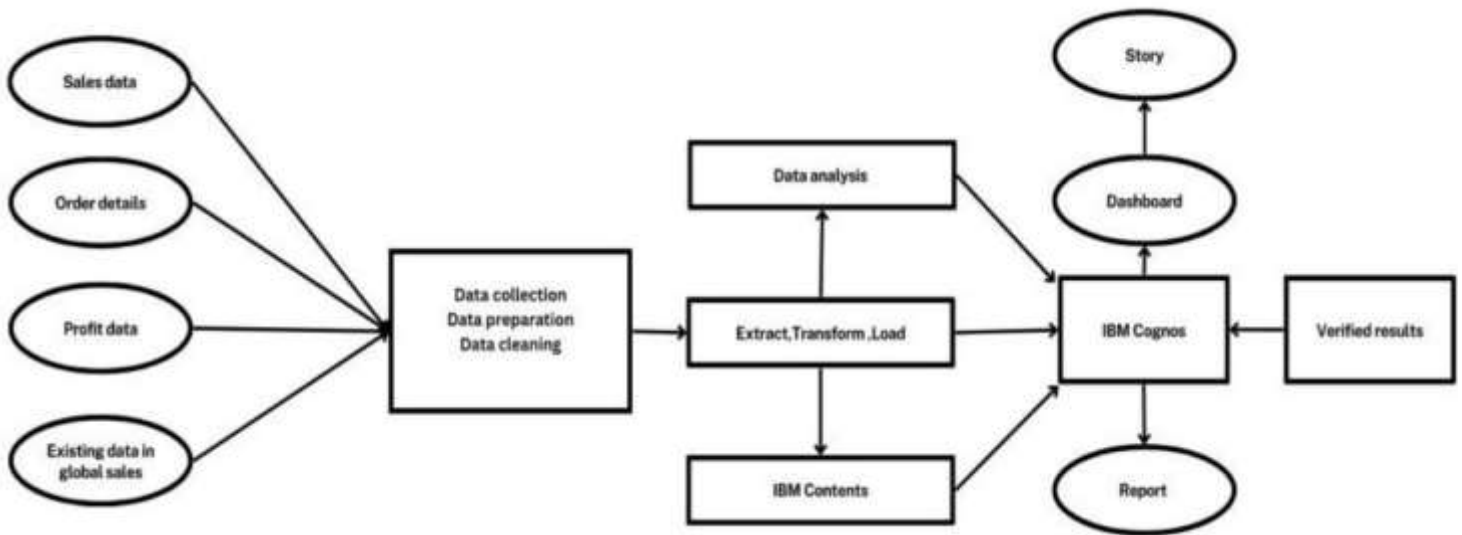 Sales data
Order details
Profit data
Existing data in
global sales
Data collection
Data preparation
Data cleaning
Data analysis
Extract,Transform ,Load
IBM Contents
Story
Dashboard
IBM Cognos
Report
Verified results